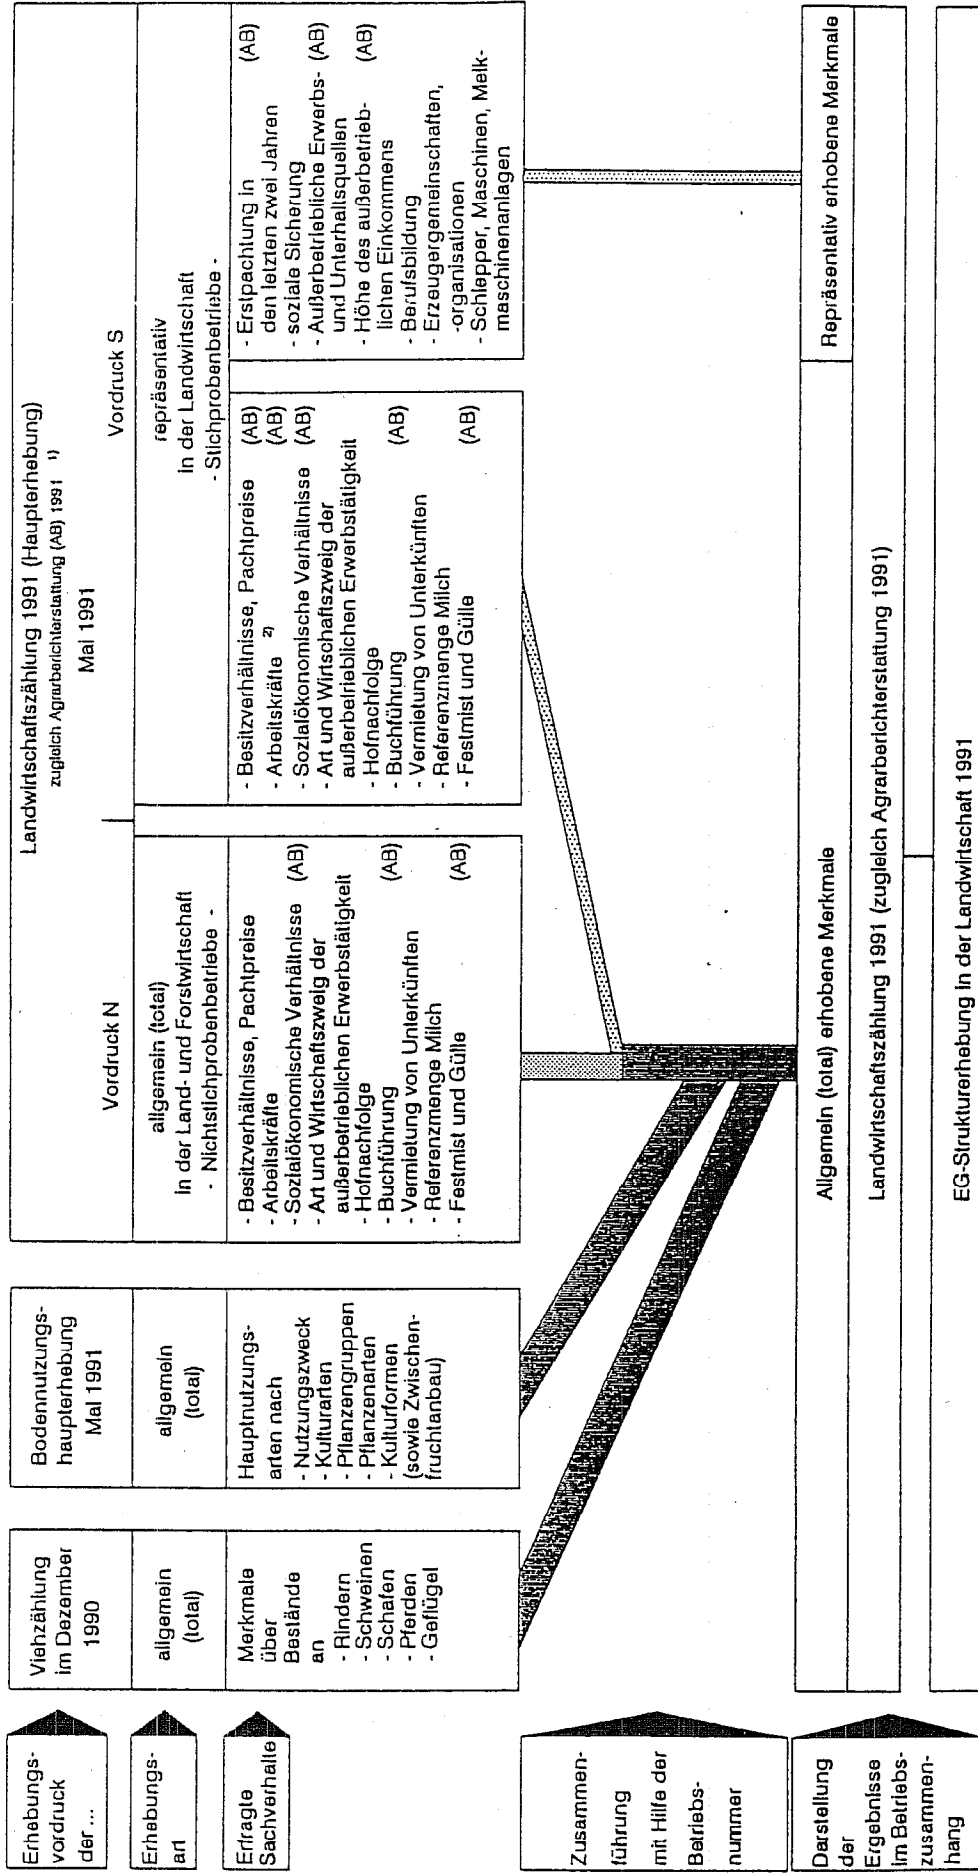 Erhebungs-
vordruck
der ...
Viehzählung
im Dezember
1990
Bodennutzungs-
haupterhebung
Mai 1991
Landwirtschaftszählung 1991 (Haupterhebung)
zugleich Agrarberichterstattung (AB) 1991 1)
Mai 1991
Vordruck N
Vordruck S
Erhebungs-
art
allgemein
(total)
allgemein
(total)
allgemein (total)
in der Land- und Forstwirtschaft
- Nichtstichprobenbetriebe -
repräsentativ
in der Landwirtschaft
- Stichprobenbetriebe -
Erfragte
Sachverhalte
Merkmale
über
Bestände
an
- Rindern
- Schweinen
- Schafen
- Pferden
- Geflügel
Hauptnutzungs-
arten nach
- Nutzungszweck
- Kulturarten
- Pflanzengruppen
- Pflanzenarten
- Kulturformen
(sowie Zwischen-
fruchtanbau)
- Besitzverhältnisse, Pachtpreise
- Arbeitskräfte
- Sozialökonomische Verhältnisse (AB)
- Art und Wirtschaftszweig der
außerbetrieblichen Erwerbstätigkeit
- Hofnachfolge
- Buchführung (AB)
- Vermietung von Unterkünften
- Referenzmenge Milch
- Festmist und Gülle (AB)
- Besitzverhältnisse, Pachtpreise (AB)
- Arbeitskräfte 2) (AB)
- Sozialökonomische Verhältnisse (AB)
- Art und Wirtschaftszweig der
außerbetrieblichen Erwerbstätigkeit
- Hofnachfolge
- Buchführung (AB)
- Vermietung von Unterkünften
- Referenzmenge Milch
- Festmist und Gülle (AB)
- Erstpachtung in (AB)
den letzten zwei Jahren
- soziale Sicherung
- Außerbetriebliche Erwerbs- (AB)
und Unterhaltsquellen
- Höhe des außerbetrieb- (AB)
lichen Einkommens
- Berufsbildung
- Erzeugergemeinschaften,
-organisationen
- Schlepper, Maschinen, Melk-
maschinenanlagen
Zusammen-
führung
mit Hilfe der
Betriebs-
nummer
Darstellung
der
Ergebnisse
im Betriebs-
zusammen-
hang
Allgemein (total) erhobene Merkmale
Repräsentativ erhobene Merkmale
Landwirtschaftszählung 1991 (zugleich Agrarberichterstattung 1991)
EG-Strukturerhebung in der Landwirtschaft 1991